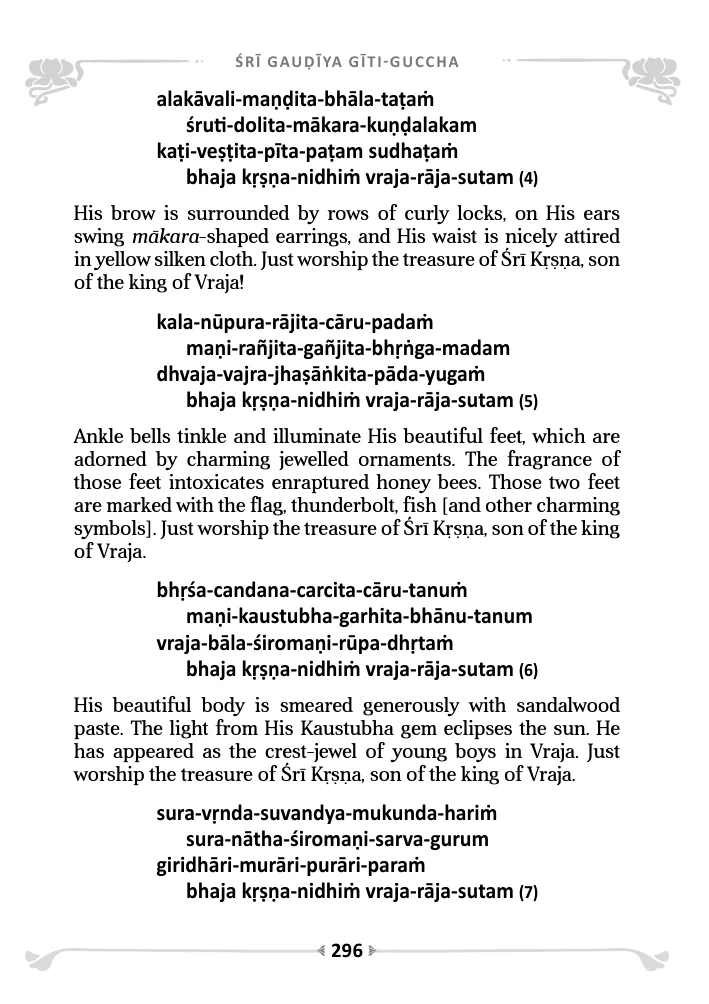 ŚRĪ GAUḌĪYA GĪTI-GUCCHA
alakāvali-maṇḍita-bhāla-taṭaṁ
śruti-dolita-mākara-kuṇḍalakam
kaṭi-veṣṭita-pīta-paṭam sudhaṭaṁ
bhaja kṛṣṇa-nidhiṁ vraja-rāja-sutam (4)
His brow is surrounded by rows of curly locks, on His ears
swing mākara-shaped earrings, and His waist is nicely attired
in yellow silken cloth. Just worship the treasure of Śrī Kṛṣṇa, son
of the king of Vraja!
kala-nūpura-rājita-cāru-padaṁ
maṇi-rañjita-gañjita-bhṛṅga-madam
dhvaja-vajra-jhaṣāṅkita-pāda-yugaṁ
bhaja kṛṣṇa-nidhiṁ vraja-rāja-sutam (5)
Ankle bells tinkle and illuminate His beautiful feet, which are
adorned by charming jewelled ornaments. The fragrance of
those feet intoxicates enraptured honey bees. Those two feet
are marked with the flag, thunderbolt, fish [and other charming
symbols]. Just worship the treasure of Śrī Kṛṣṇa, son of the king
of Vraja.
bhṛśa-candana-carcita-cāru-tanuṁ
maṇi-kaustubha-garhita-bhānu-tanum
vraja-bāla-śiromaṇi-rūpa-dhṛtaṁ
bhaja kṛṣṇa-nidhiṁ vraja-rāja-sutam (6)
His beautiful body is smeared generously with sandalwood
paste. The light from His Kaustubha gem eclipses the sun. He
has appeared as the crest-jewel of young boys in Vraja. Just
worship the treasure of Śrī Kṛṣṇa, son of the king of Vraja.
sura-vṛnda-suvandya-mukunda-hariṁ
sura-nātha-śiromaṇi-sarva-gurum
giridhāri-murāri-purāri-paraṁ
bhaja kṛṣṇa-nidhiṁ vraja-rāja-sutam (7)
296